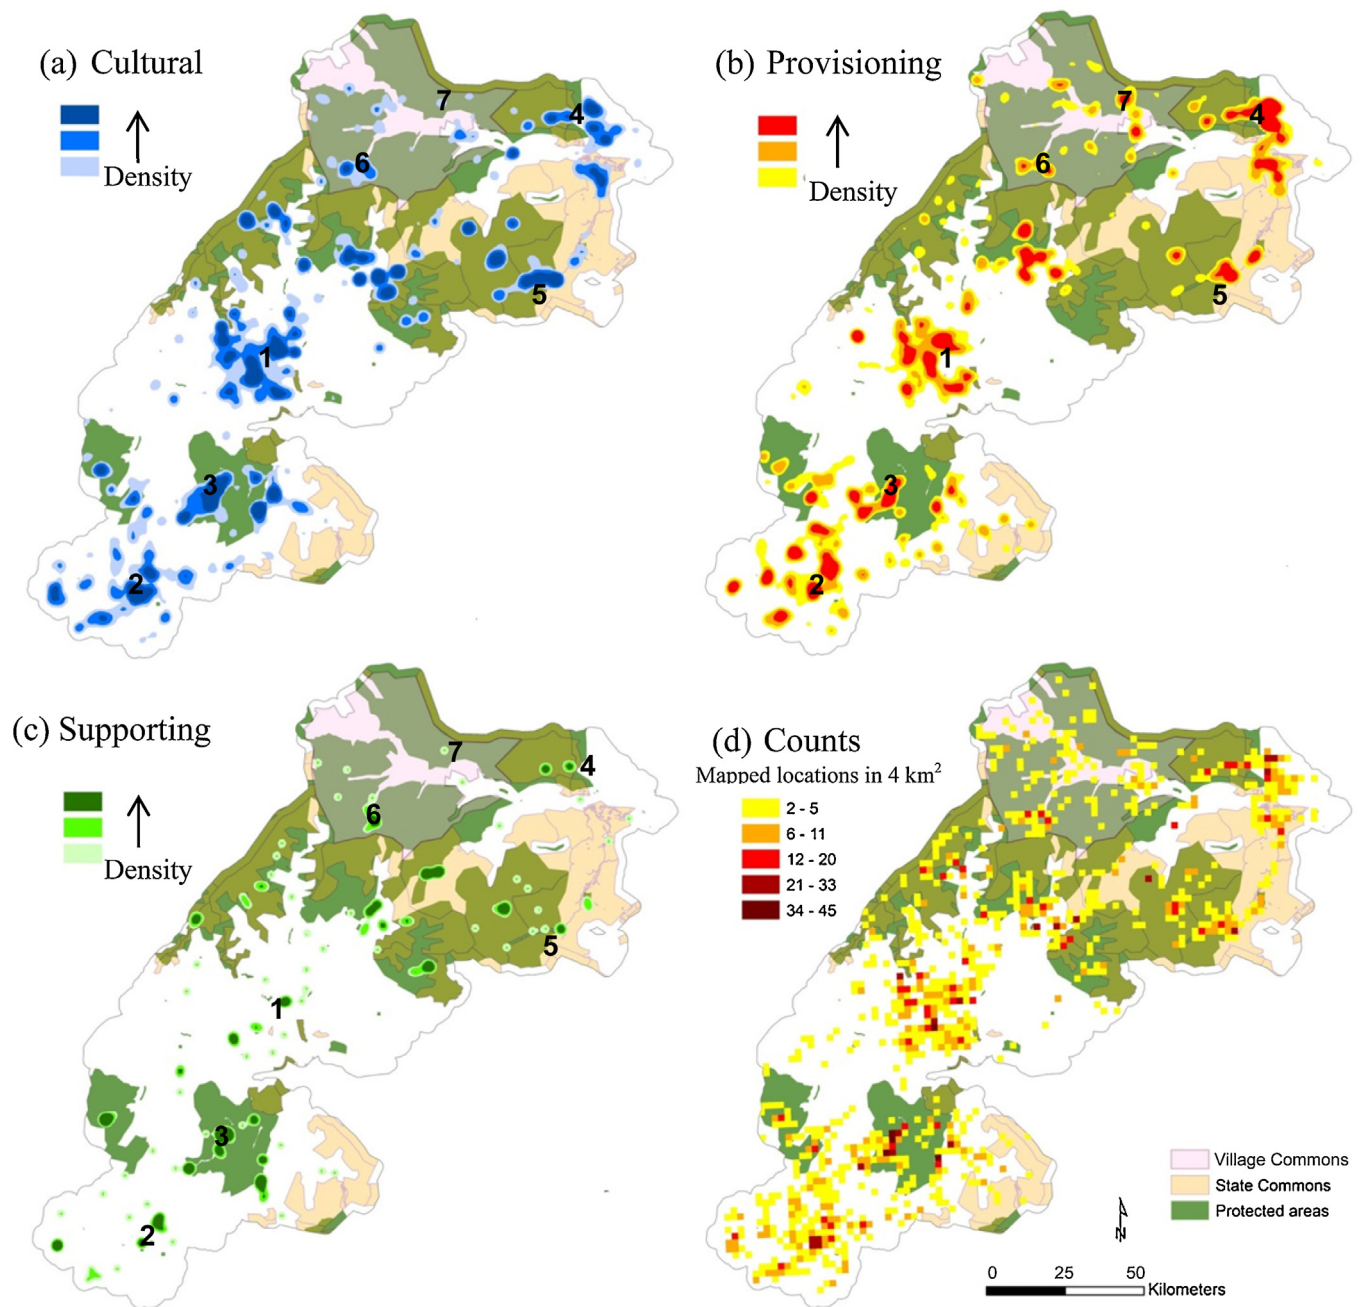 (a) Cultural
Density
1
2
3
4
5
6
7
(b) Provisioning
Density
1
2
3
4
5
6
7
(c) Supporting
Density
1
2
3
4
5
6
7
(d) Counts
Mapped locations in 4 km²
2 - 5
6 - 11
12 - 20
21 - 33
34 - 45
Village Commons
State Commons
Protected areas
N
0 25 50
Kilometers